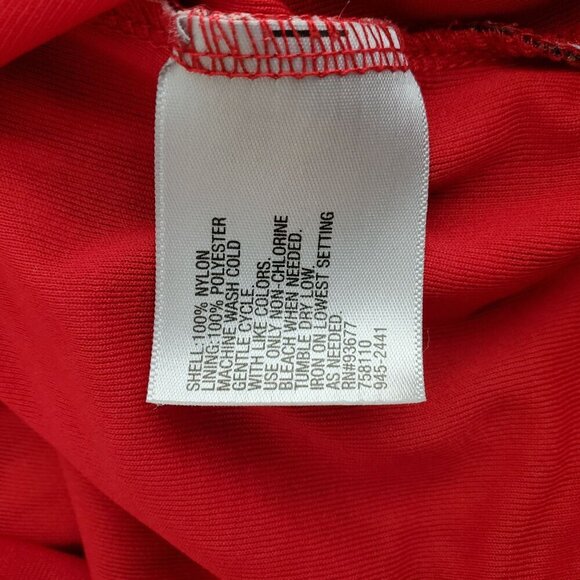 SHELL:100% NYLON
LINING: 100% POLYESTER
MACHINE WASH COLD
GENTLE CYCLE.
WITH LIKE COLORS.
USE ONLY NON-CHLORINE
BLEACH WHEN NEEDED.
TUMBLE DRY LOW.
IRON ON LOWEST SETTING
AS NEEDED.
RN#93677
758110
945-2441